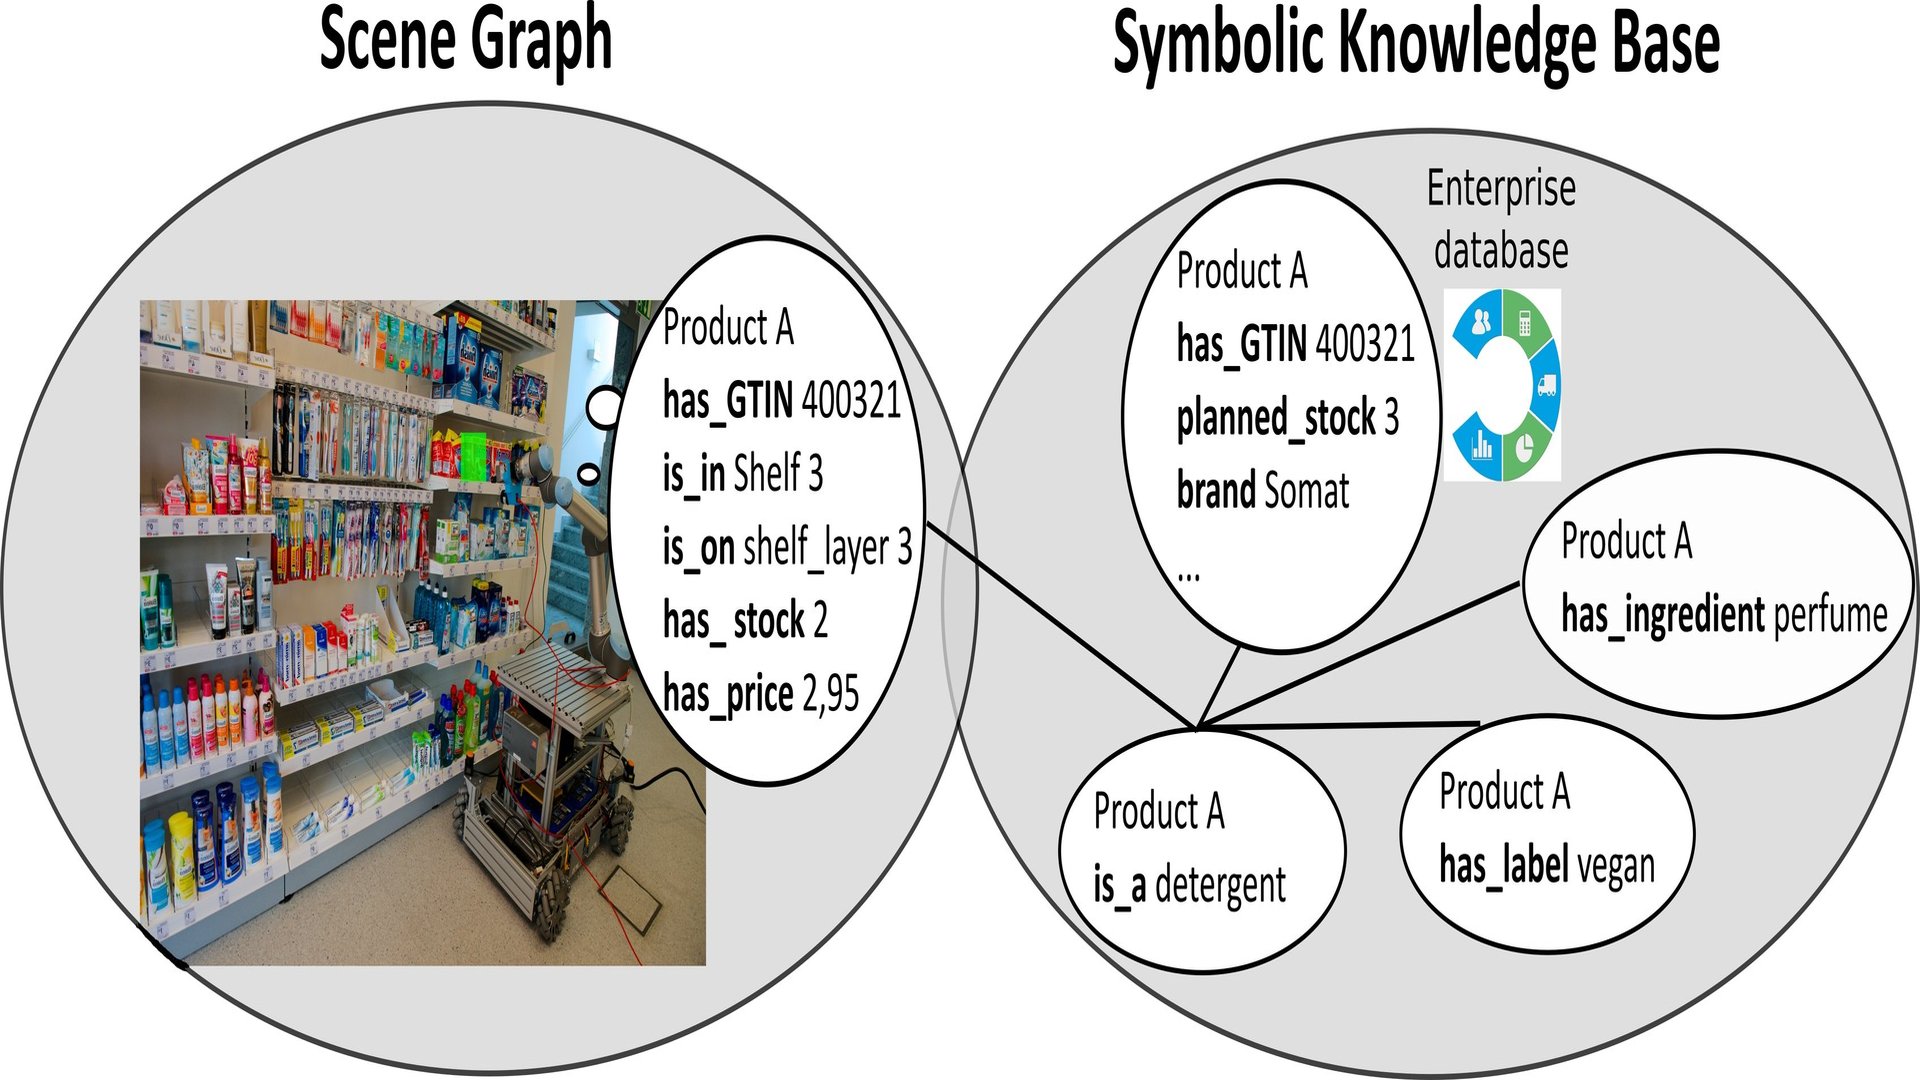 Scene Graph
Symbolic Knowledge Base
Product A
has_GTIN 400321
is_in Shelf 3
is_on shelf_layer 3
has_ stock 2
has_price 2,95
Enterprise
database
Product A
has_GTIN 400321
planned_stock 3
brand Somat
...
Product A
has_ingredient perfume
Product A
is_a detergent
Product A
has_label vegan